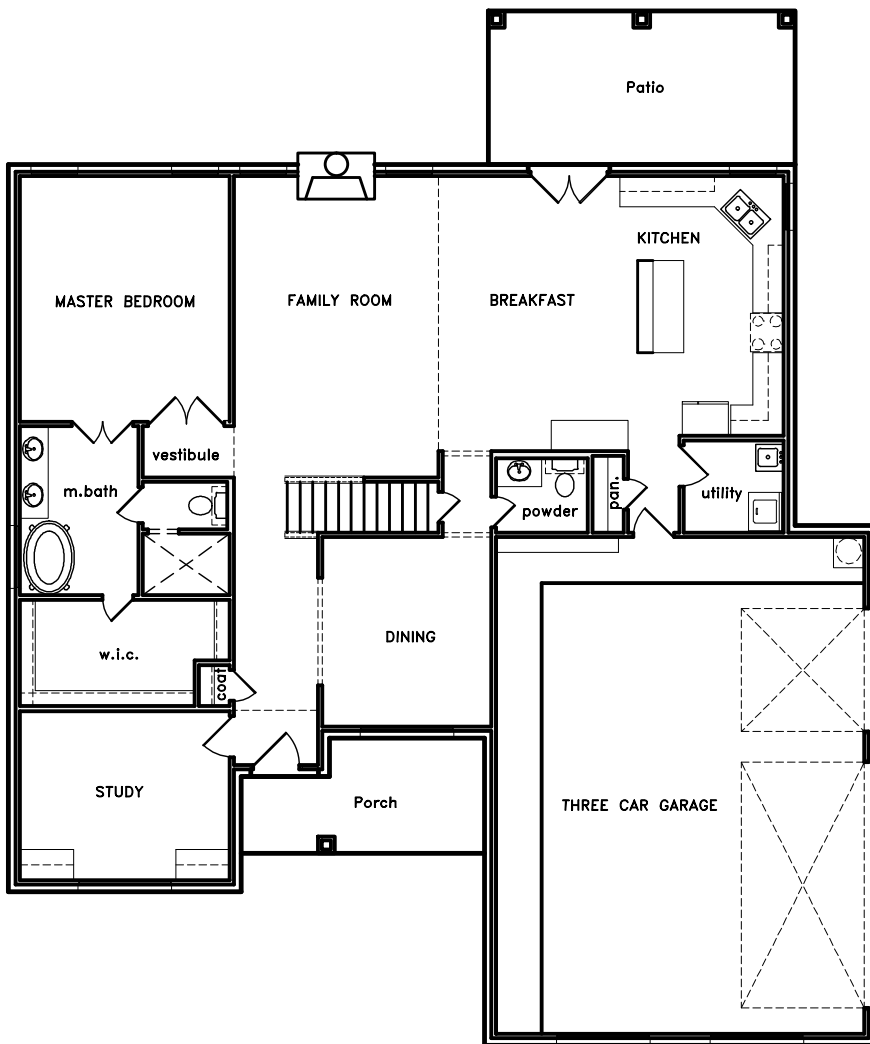 Patio
KITCHEN
MASTER BEDROOM
FAMILY ROOM
BREAKFAST
vestibule
m.bath
pan.
utility
powder
DINING
w.i.c.
coat
STUDY
Porch
THREE CAR GARAGE